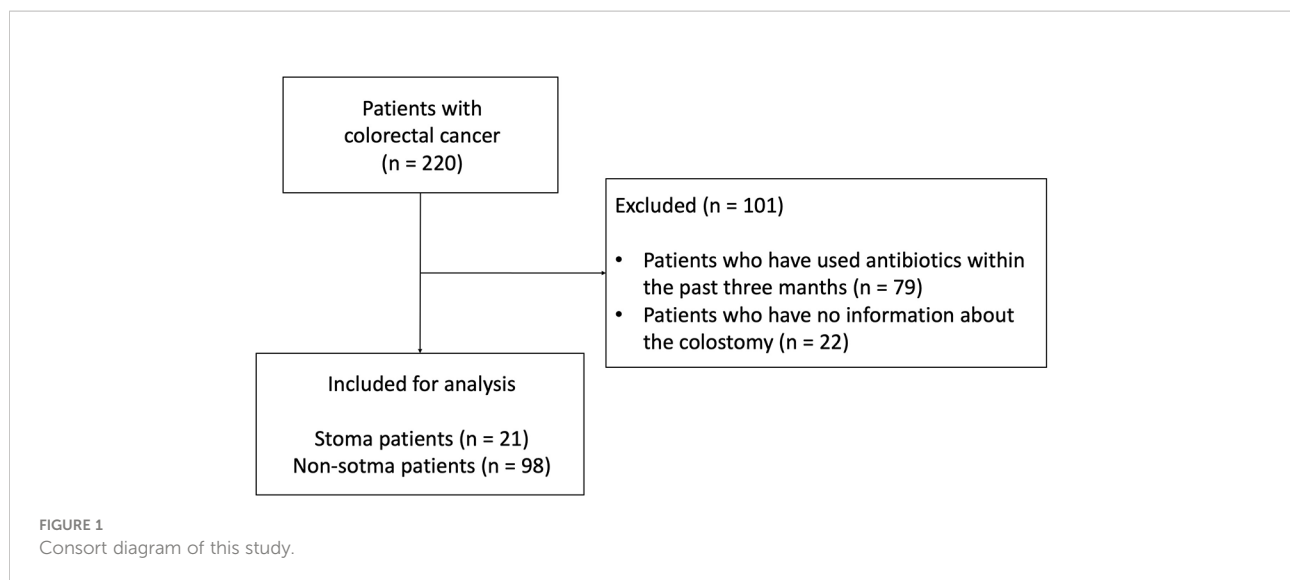 Patients with
colorectal cancer
(n = 220)
Excluded (n = 101)
• Patients who have used antibiotics within
the past three manths (n = 79)
• Patients who have no information about
the colostomy (n = 22)
Included for analysis
Stoma patients (n = 21)
Non-sotma patients (n = 98)
FIGURE 1
Consort diagram of this study.